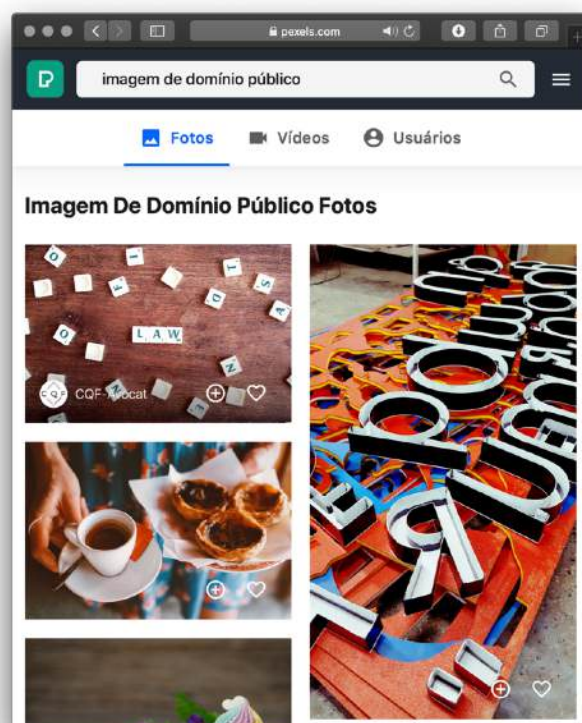 pexels.com
imagem de domínio público
Fotos
Vídeos
Usuários
Imagem De Domínio Público Fotos
LAW
CQF-Avocat